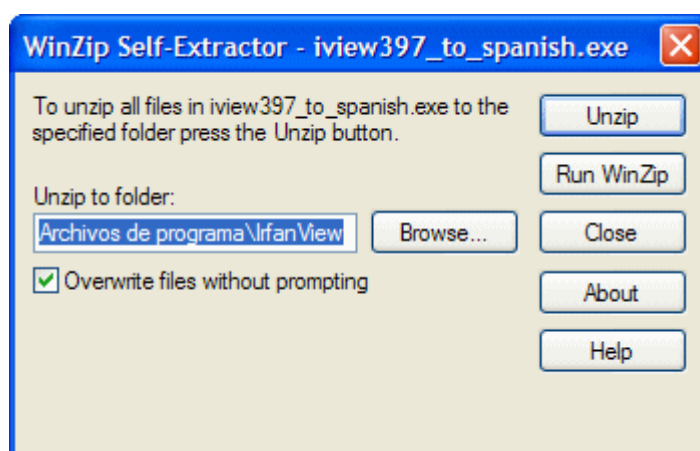 WinZip Self-Extractor - iview397_to_spanish.exe
To unzip all files in iview397_to_spanish.exe to the
specified folder press the Unzip button.
Unzip
Run WinZip
Unzip to folder:
Archivos de programa\IrfanView
Browse...
Close
Overwrite files without prompting
About
Help